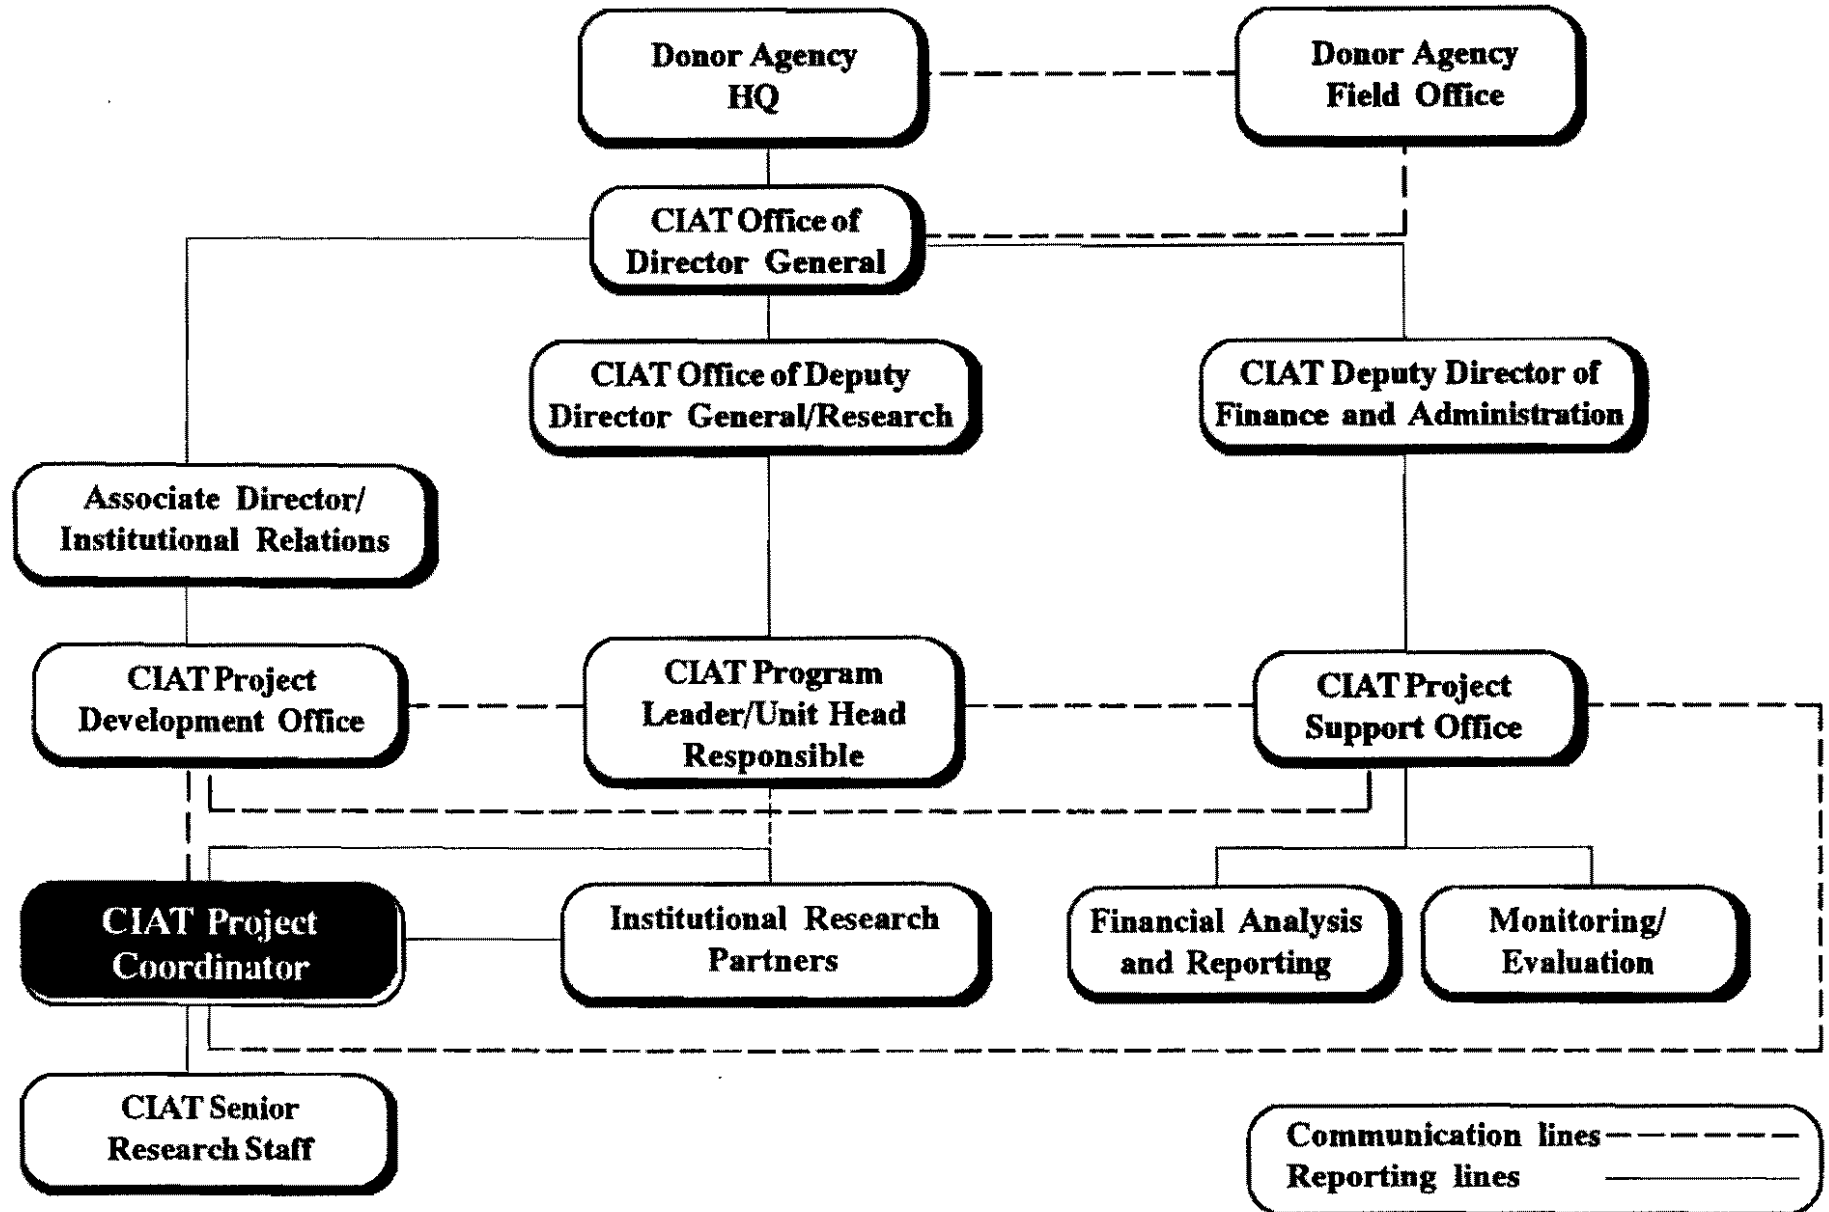 Donor Agency
HQ
Donor Agency
Field Office
CIAT Office of
Director General
CIAT Office of Deputy
Director General/Research
CIAT Deputy Director of
Finance and Administration
Associate Director/
Institutional Relations
CIAT Project
Development Office
CIAT Program
Leader/Unit Head
Responsible
CIAT Project
Support Office
CIAT Project
Coordinator
Institutional Research
Partners
Financial Analysis
and Reporting
Monitoring/
Evaluation
CIAT Senior
Research Staff
Communication lines
Reporting lines